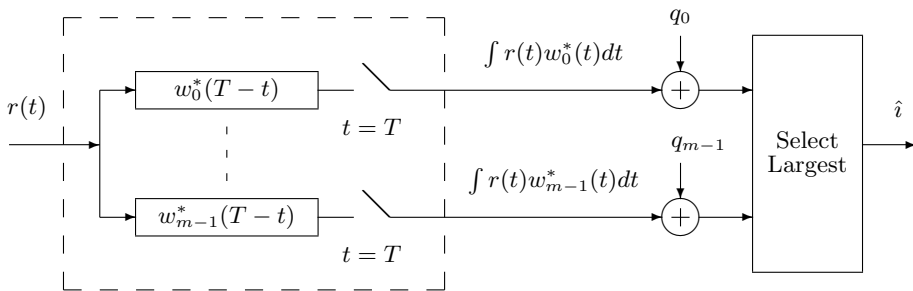 q_0
∫ r(t)w_0^*(t)dt
r(t)
w_0^*(T − t)
t = T
q_{m−1}
Select
Largest
î
∫ r(t)w_{m−1}^*(t)dt
w_{m−1}^*(T − t)
t = T